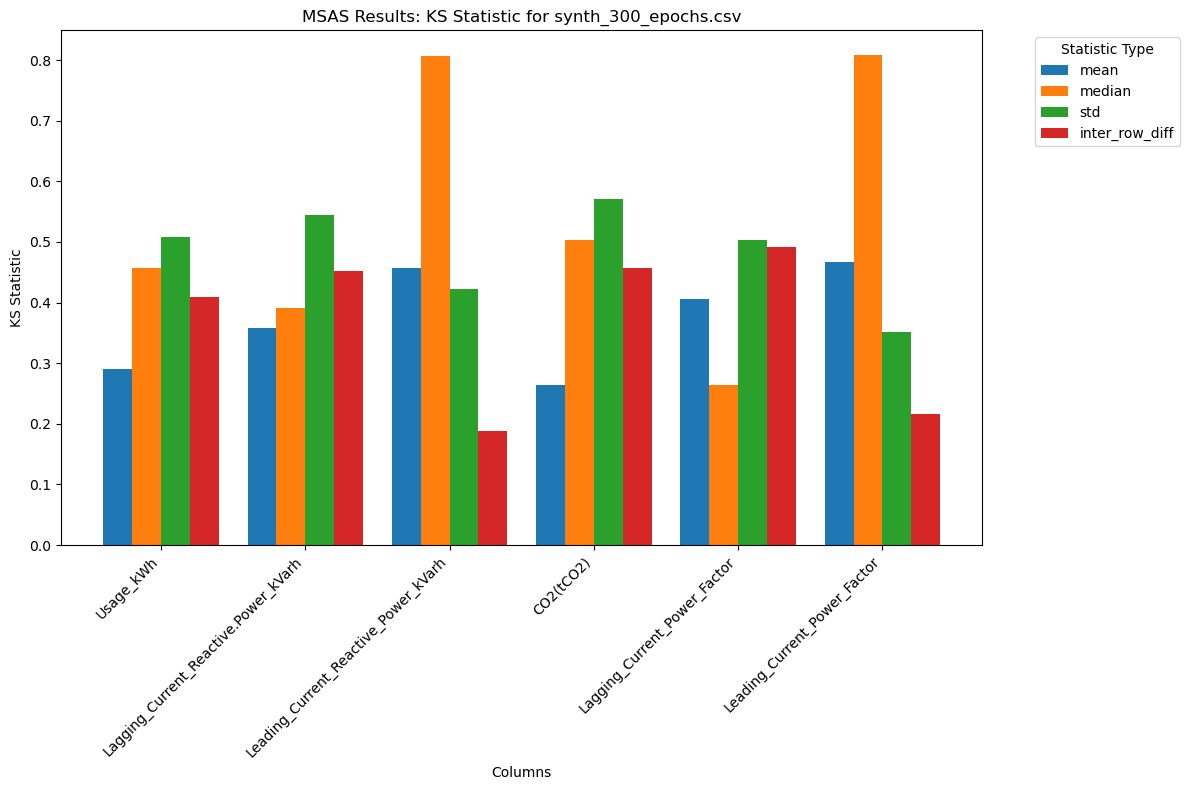 MSAS Results: KS Statistic for synth_300_epochs.csv
Statistic Type
mean
median
std
inter_row_diff
KS Statistic
0.8
0.7
0.6
0.5
0.4
0.3
0.2
0.1
0.0
Usage_kWh
Lagging_Current_Reactive.Power_kVarh
Leading_Current_Reactive_Power_kVarh
CO2(tCO2)
Lagging_Current_Power_Factor
Leading_Current_Power_Factor
Columns